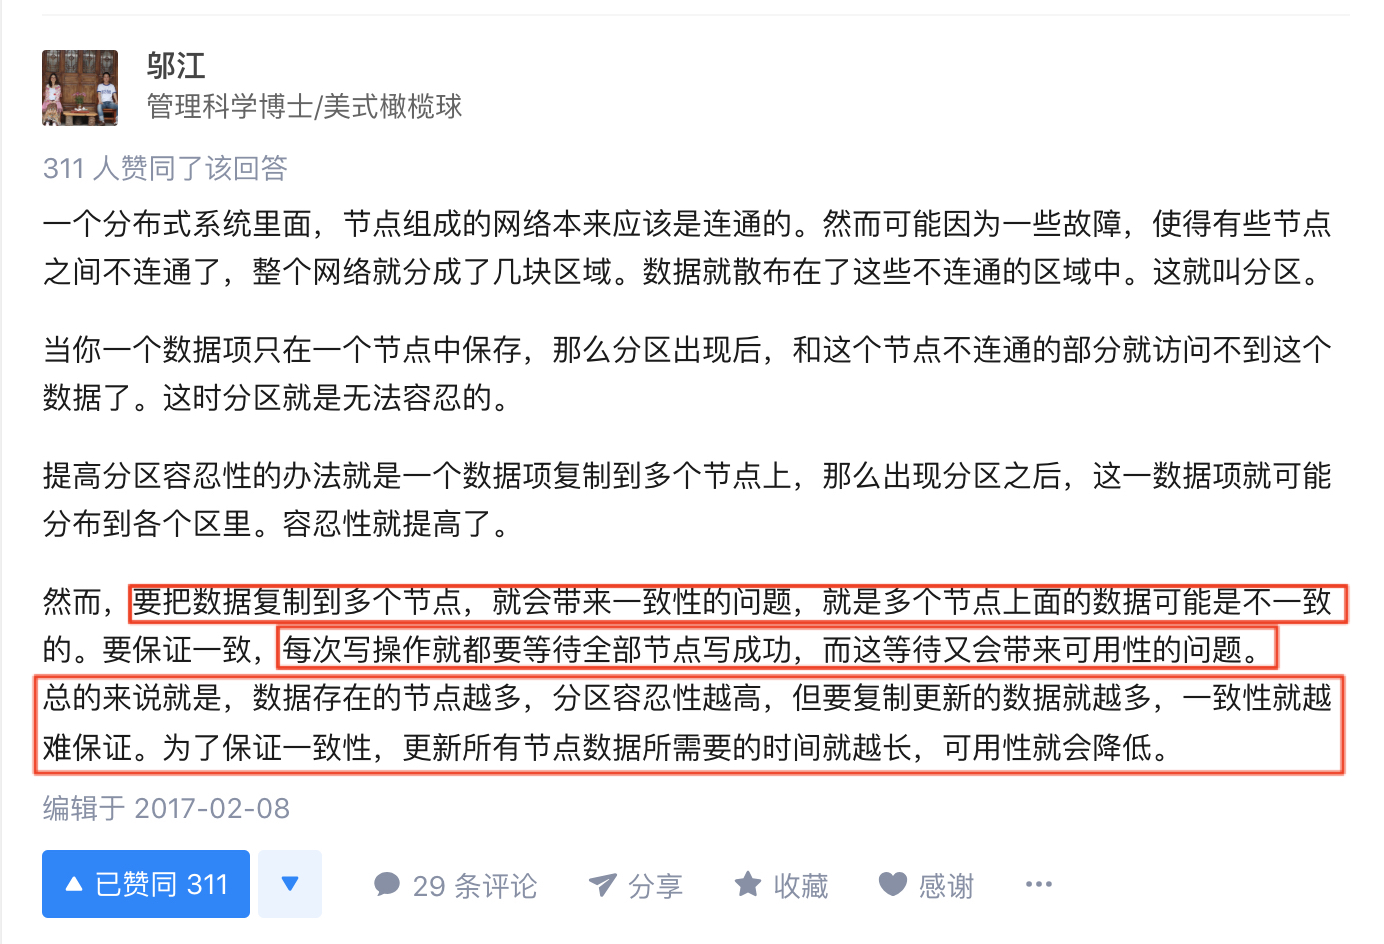 邬江
管理科学博士/美式橄榄球
311 人赞同了该回答
一个分布式系统里面，节点组成的网络本来应该是连通的。然而可能因为一些故障，使得有些节点
之间不连通了，整个网络就分成了几块区域。数据就散布在了这些不连通的区域中。这就叫分区。
当你一个数据项只在一个节点中保存，那么分区出现后，和这个节点不连通的部分就访问不到这个
数据了。这时分区就是无法容忍的。
提高分区容忍性的办法就是一个数据项复制到多个节点上，那么出现分区之后，这一数据项就可能
分布到各个区里。容忍性就提高了。
然而，要把数据复制到多个节点，就会带来一致性的问题，就是多个节点上面的数据可能是不一致
的。要保证一致，每次写操作就都要等待全部节点写成功，而这等待又会带来可用性的问题。
总的来说就是，数据存在的节点越多，分区容忍性越高，但要复制更新的数据就越多，一致性就越
难保证。为了保证一致性，更新所有节点数据所需要的时间就越长，可用性就会降低。
编辑于 2017-02-08
已赞同 311 29 条评论 分享 收藏 感谢